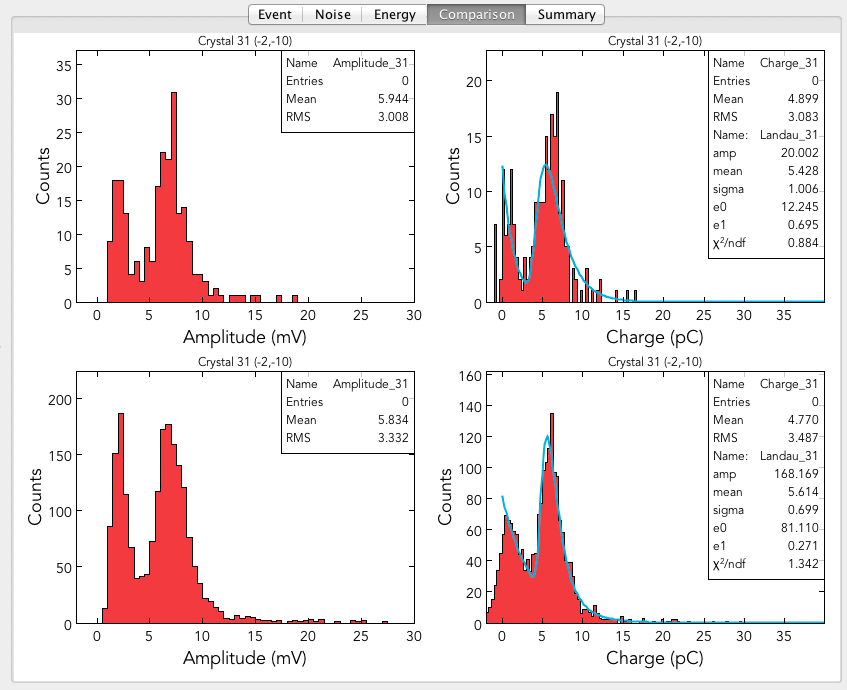 Event Noise Energy Comparison Summary
Crystal 31 (-2,-10)
Name Amplitude_31
Entries 0
Mean 5.944
RMS 3.008
35
30
25
20
15
10
5
0
Counts
0 5 10 15 20 25 30
Amplitude (mV)
Crystal 31 (-2,-10)
Name Charge_31
Entries 0
Mean 4.899
RMS 3.083
Name: Landau_31
amp 20.002
mean 5.428
sigma 1.006
e0 12.245
e1 0.695
χ²/ndf 0.884
20
15
10
5
0
Counts
0 5 10 15 20 25 30 35
Charge (pC)
Crystal 31 (-2,-10)
Name Amplitude_31
Entries 0
Mean 5.834
RMS 3.332
200
150
100
50
0
Counts
0 5 10 15 20 25 30
Amplitude (mV)
Crystal 31 (-2,-10)
Name Charge_31
Entries 0
Mean 4.770
RMS 3.487
Name: Landau_31
amp 168.169
mean 5.614
sigma 0.699
e0 81.110
e1 0.271
χ²/ndf 1.342
160
140
120
100
80
60
40
20
0
Counts
0 5 10 15 20 25 30 35
Charge (pC)